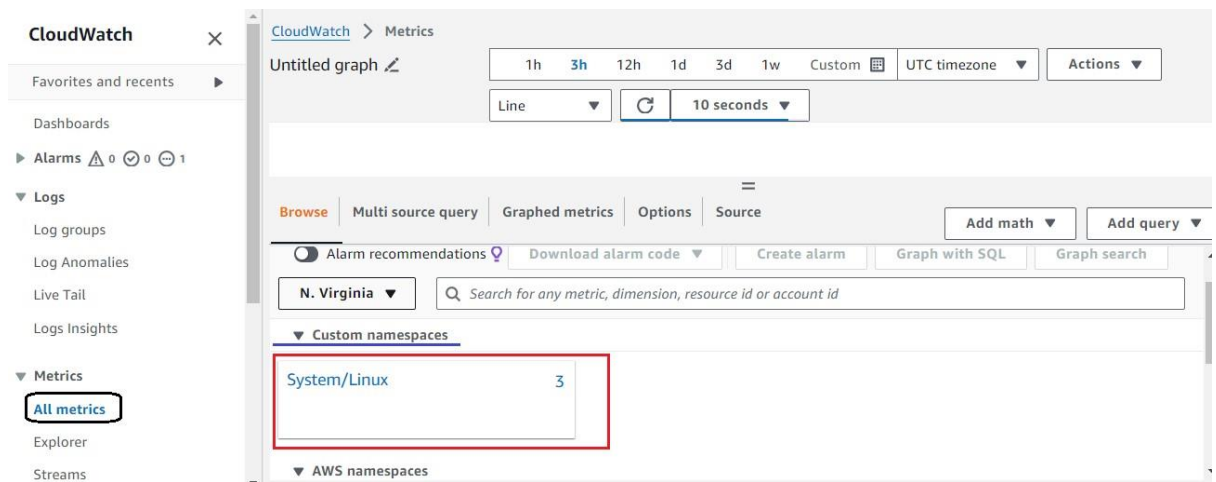 CloudWatch
Favorites and recents
Dashboards
Alarms 0 0 1
Logs
Log groups
Log Anomalies
Live Tail
Logs Insights
Metrics
All metrics
Explorer
Streams
CloudWatch > Metrics
Untitled graph
1h 3h 12h 1d 3d 1w Custom UTC timezone Actions
Line 10 seconds
Browse Multi source query Graphed metrics Options Source
Add math Add query
Alarm recommendations Download alarm code Create alarm Graph with SQL Graph search
N. Virginia Search for any metric, dimension, resource id or account id
Custom namespaces
System/Linux 3
AWS namespaces